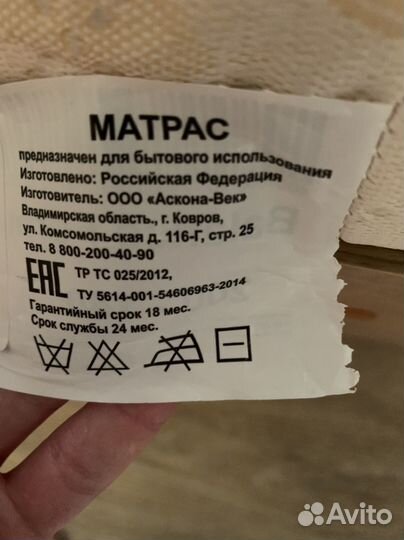 МАТРАС
предназначен для бытового использования
Изготовлено: Российская Федерация
Изготовитель: ООО «Аскона-Век»
Владимирская область., г. Ковров,
ул. Комсомольская д. 116-Г, стр. 25
тел. 8 800-200-40-90
ЕАС ТР ТС 025/2012,
ТУ 5614-001-54606963-2014
Гарантийный срок 18 мес.
Срок службы 24 мес.
Avito